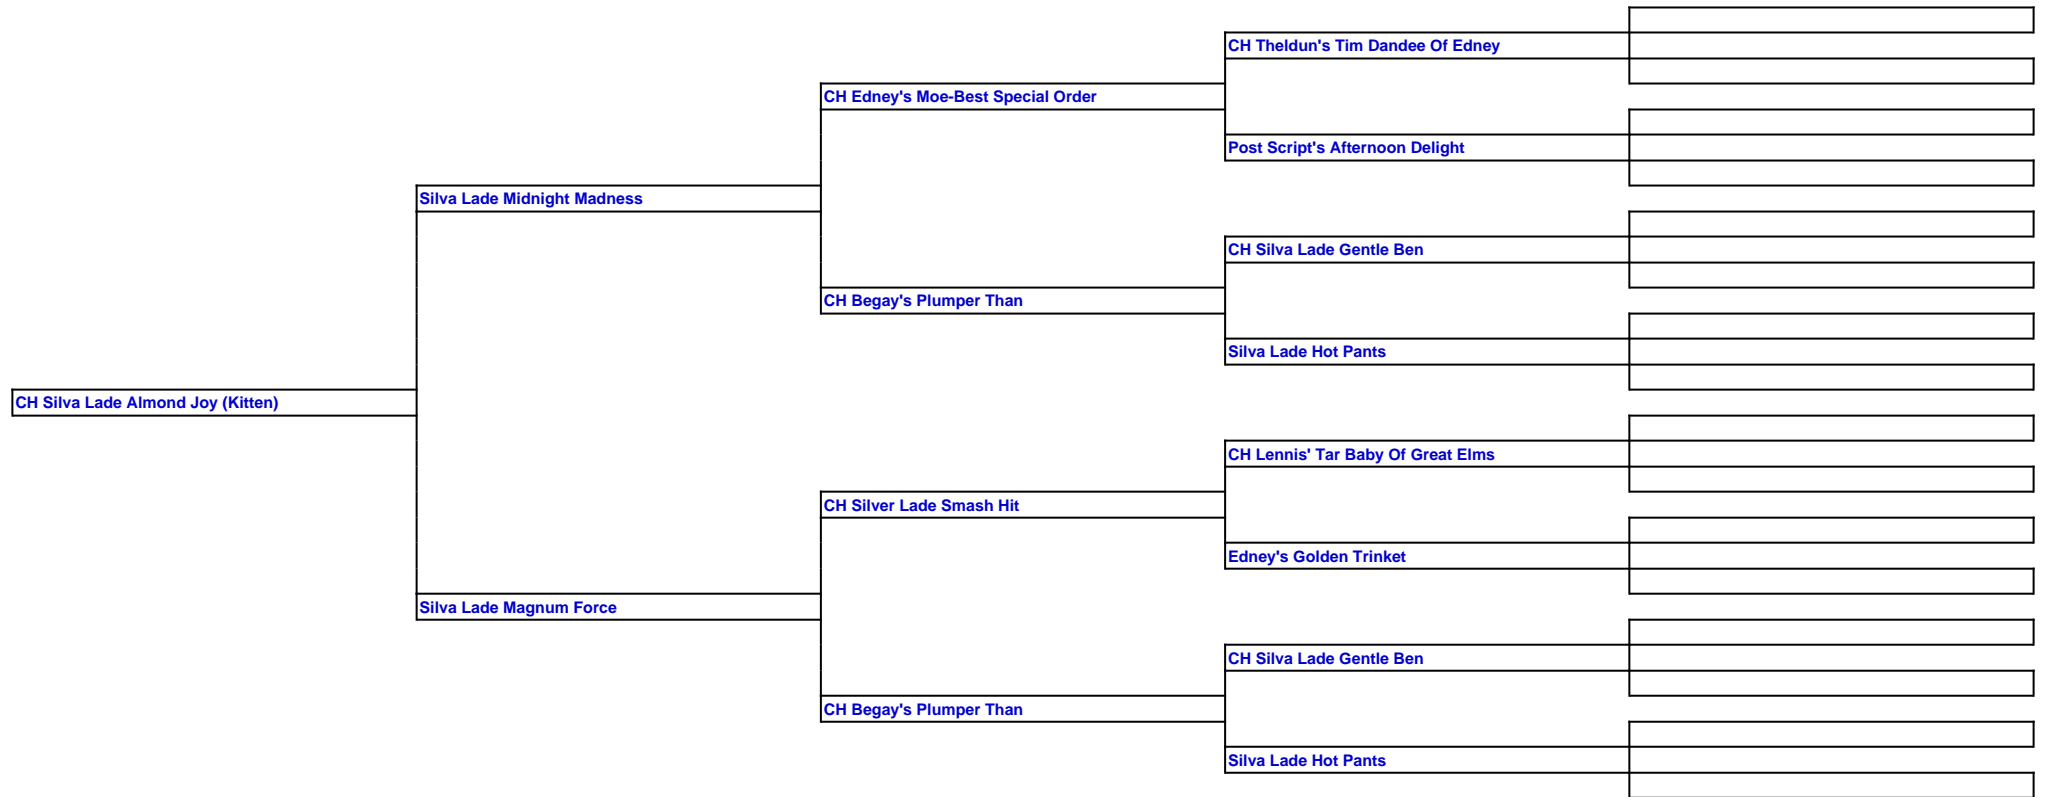 CH Theldun's Tim Dandee Of Edney
CH Edney's Moe-Best Special Order
Post Script's Afternoon Delight
Silva Lade Midnight Madness
CH Silva Lade Gentle Ben
CH Begay's Plumper Than
Silva Lade Hot Pants
CH Silva Lade Almond Joy (Kitten)
CH Lennis' Tar Baby Of Great Elms
CH Silver Lade Smash Hit
Edney's Golden Trinket
Silva Lade Magnum Force
CH Silva Lade Gentle Ben
CH Begay's Plumper Than
Silva Lade Hot Pants